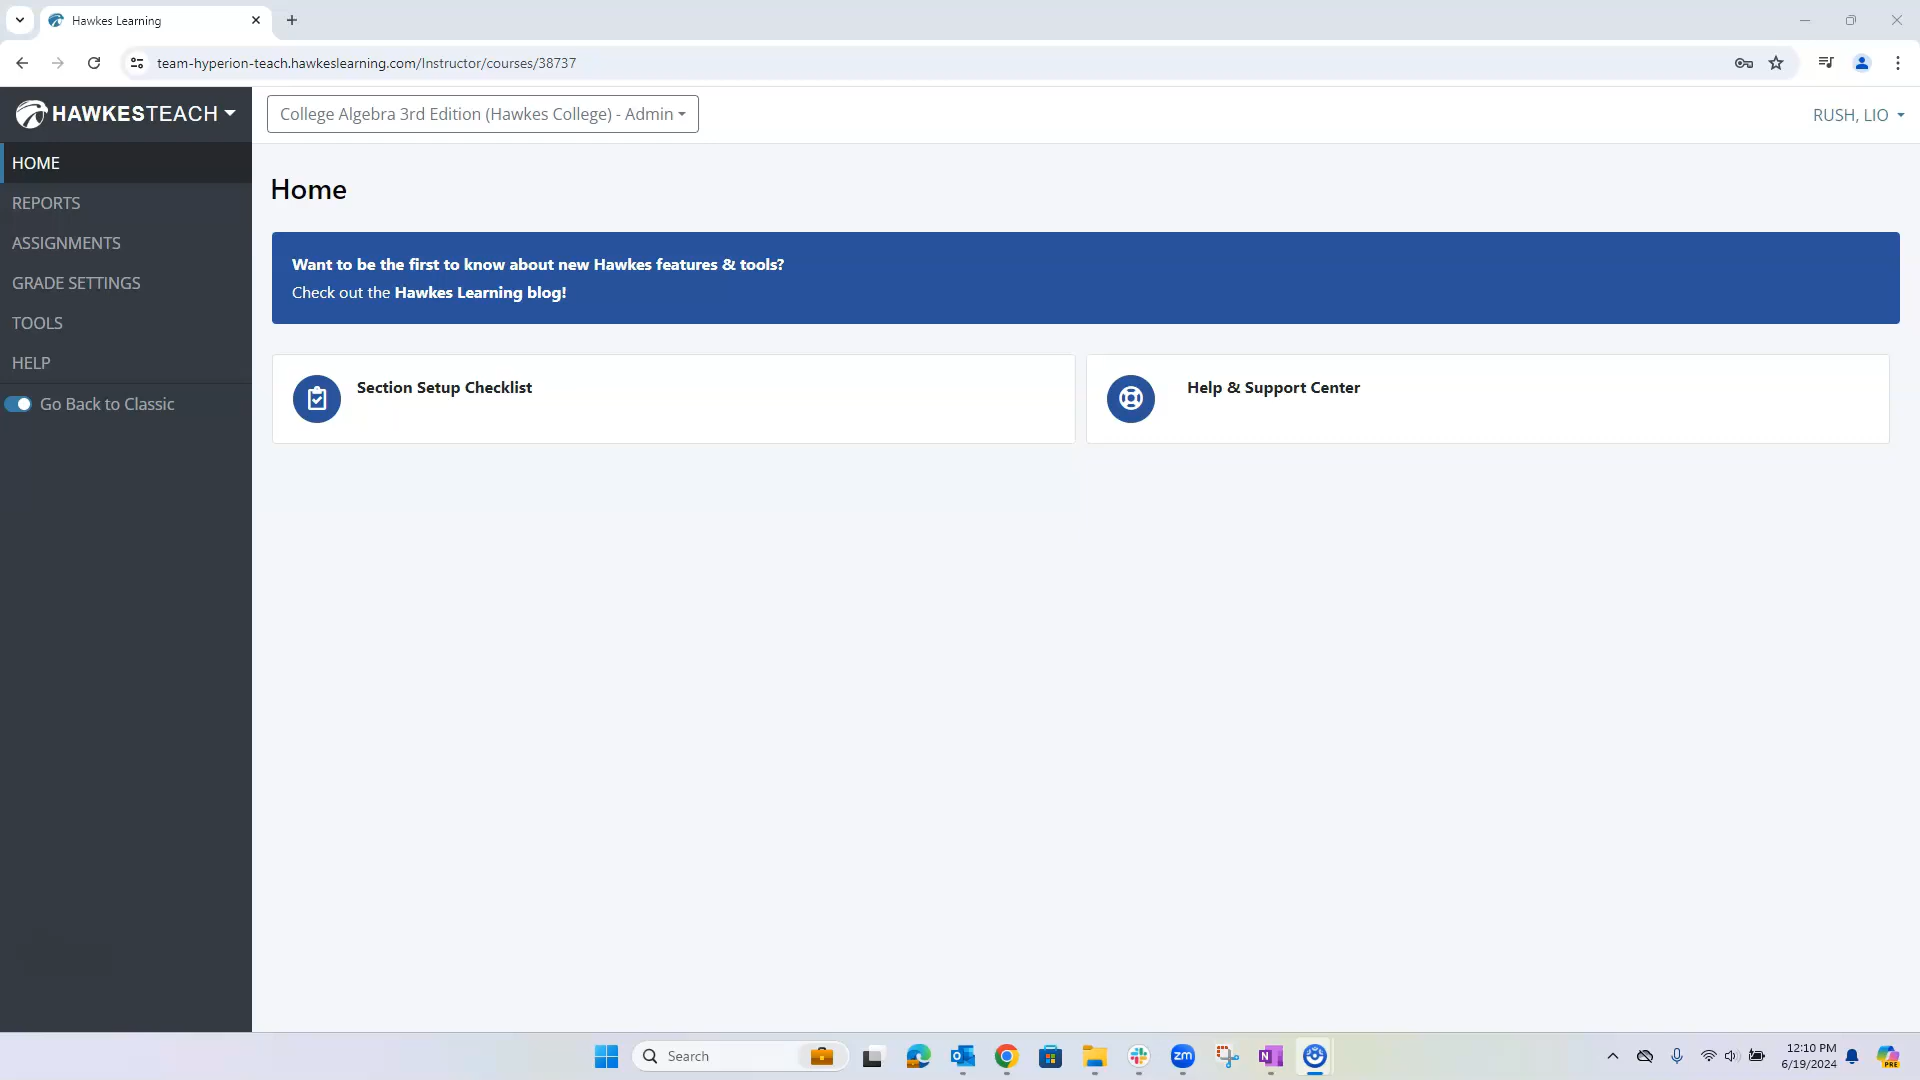 Hawkes Learning
team-hyperion-teach.hawkeslearning.com/Instructor/courses/38737
HAWKESTEACH
College Algebra 3rd Edition (Hawkes College) - Admin
RUSH, LIO
HOME
REPORTS
ASSIGNMENTS
GRADE SETTINGS
TOOLS
HELP
Go Back to Classic
Home
Want to be the first to know about new Hawkes features & tools?
Check out the Hawkes Learning blog!
Section Setup Checklist
Help & Support Center
Search
zm
N
PRE
12:10 PM
6/19/2024